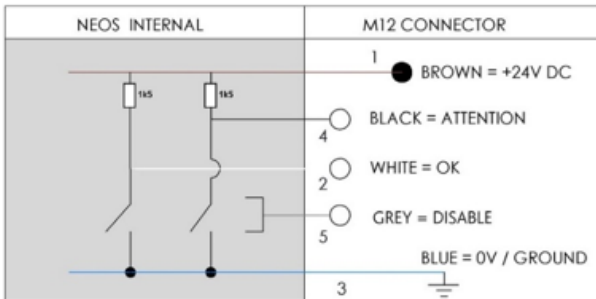 NEOS INTERNAL
M12 CONNECTOR
1
BROWN = +24V DC
1k5
1k5
BLACK = ATTENTION
4
WHITE = OK
2
GREY = DISABLE
5
BLUE = 0V / GROUND
3